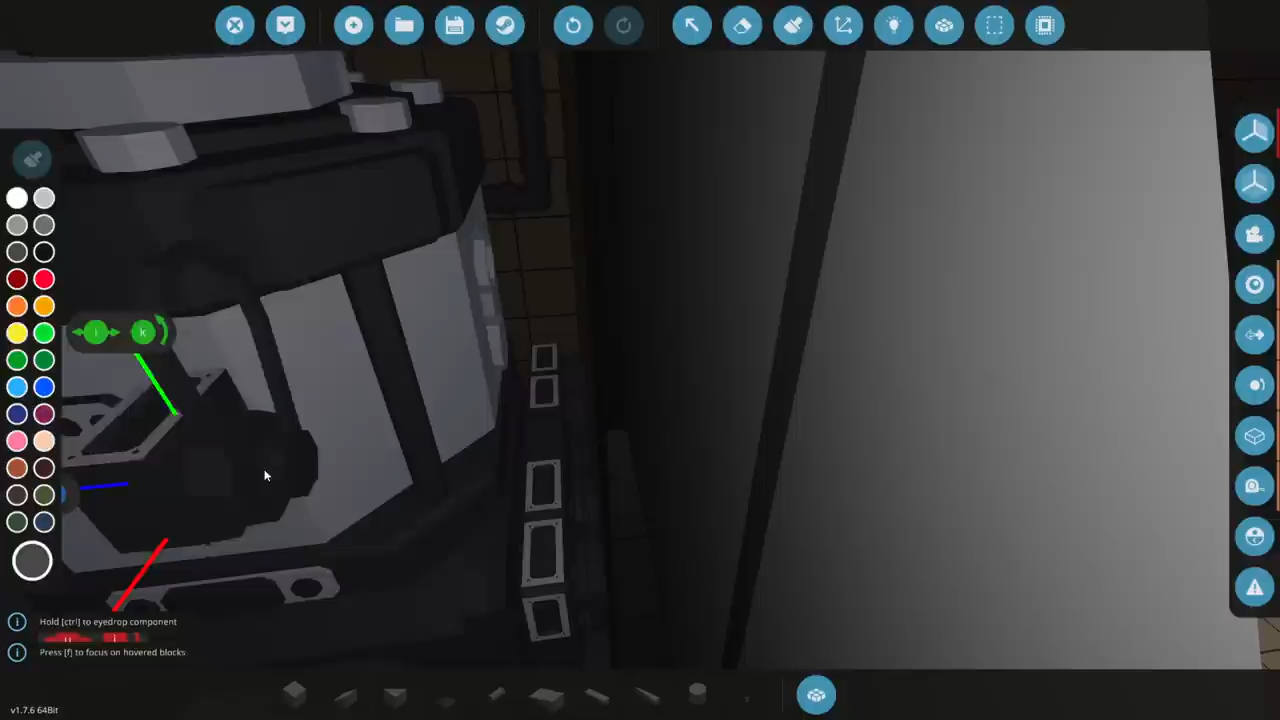 i k
Hold [ctrl] to eyedrop component
Press [f] to focus on hovered blocks
v1.7.6 64Bit